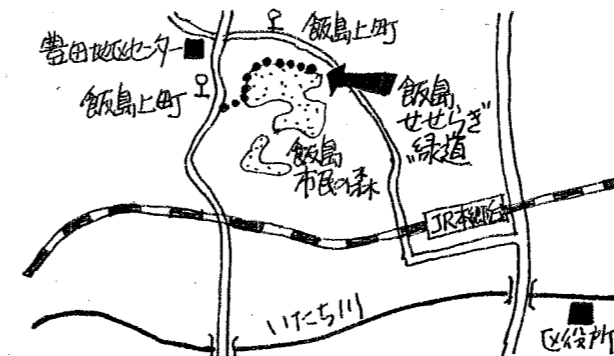 飯島上町
豊田地区センター
飯島上町
飯島
せせらぎ
緑道
飯島
市民の森
JR本郷台
いたち川
区役所